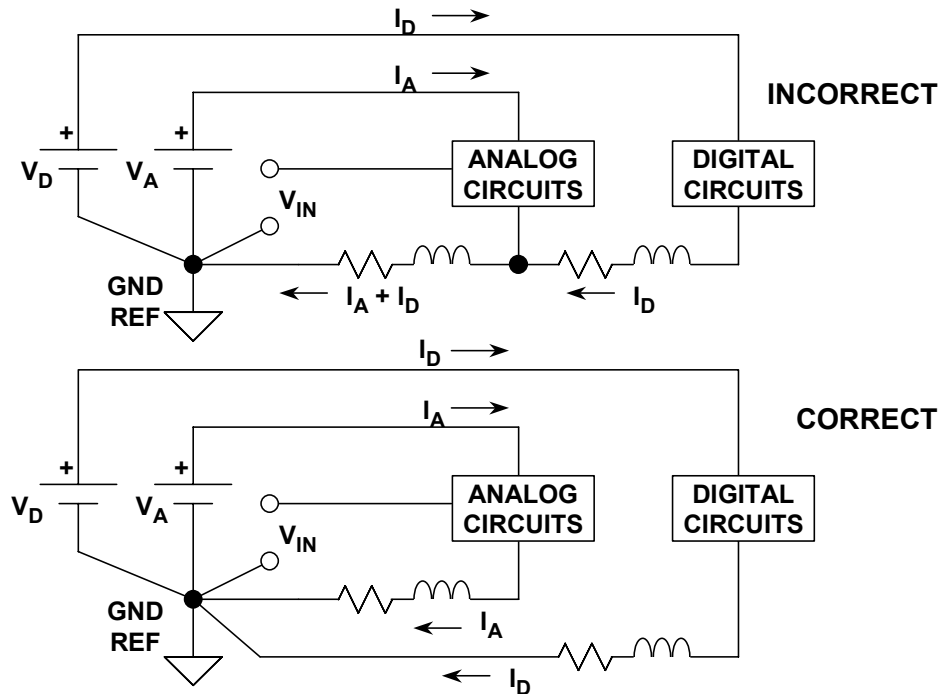 I_D
I_A
INCORRECT
+
+
ANALOG
CIRCUITS
DIGITAL
CIRCUITS
V_D
V_A
V_IN
GND
REF
I_A + I_D
I_D
I_D
I_A
CORRECT
+
+
ANALOG
CIRCUITS
DIGITAL
CIRCUITS
V_D
V_A
V_IN
GND
REF
I_A
I_D